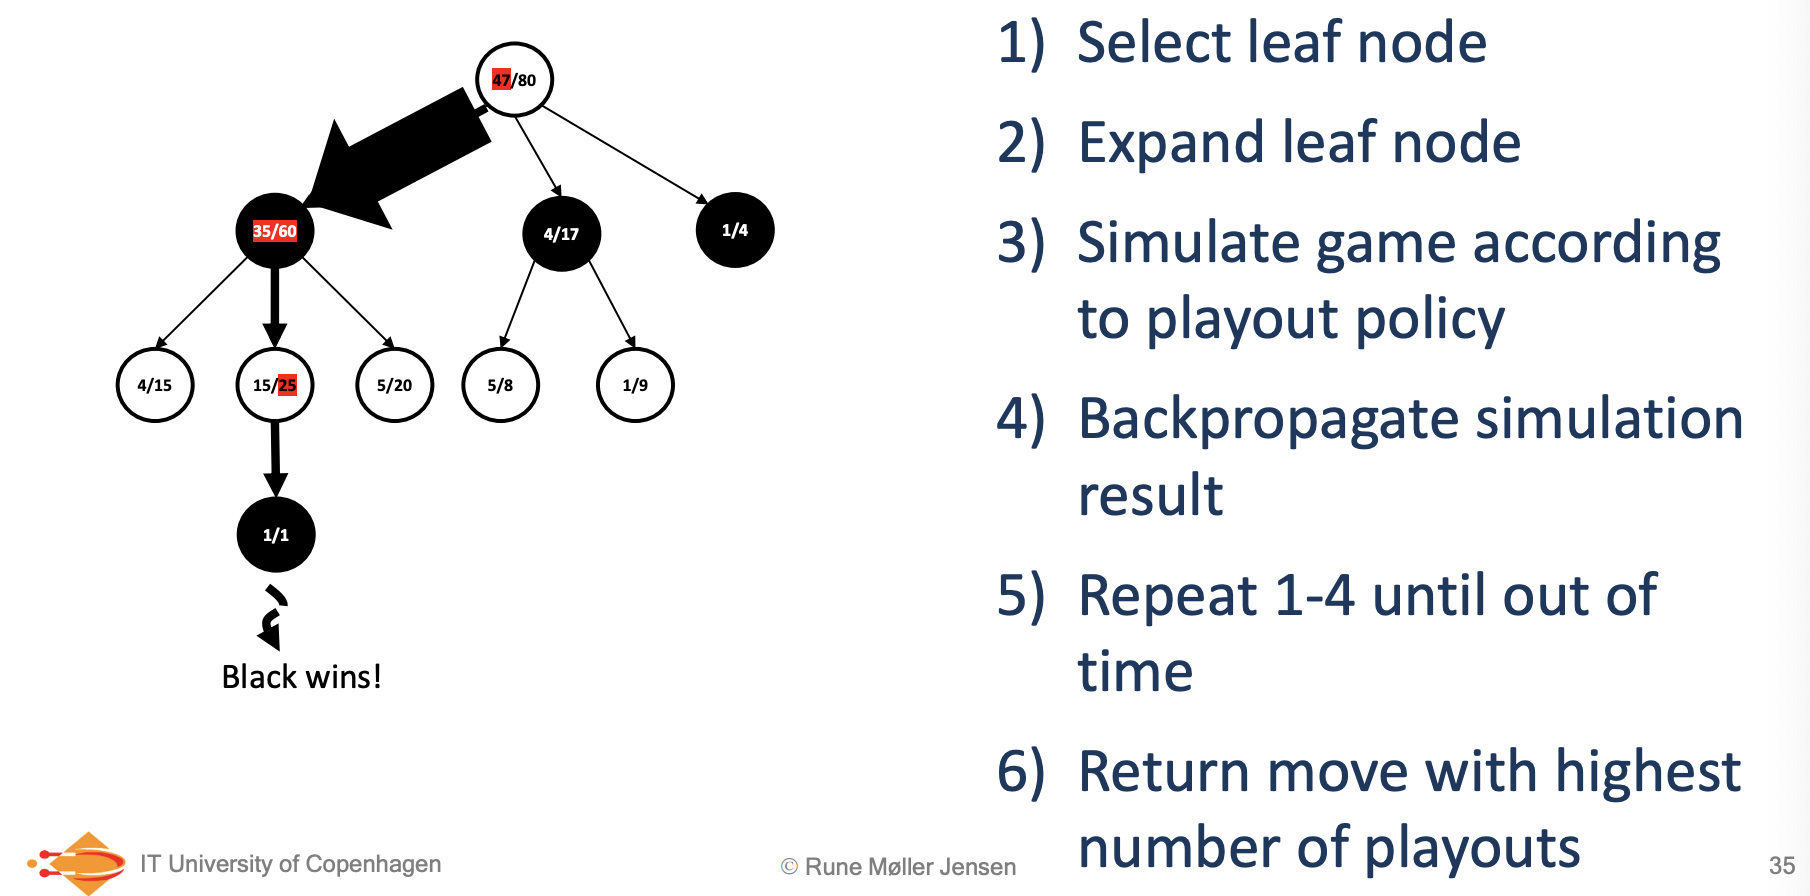 47/80
35/60
4/17
1/4
4/15
15/25
5/20
5/8
1/9
1/1
Black wins!
1) Select leaf node
2) Expand leaf node
3) Simulate game according
to playout policy
4) Backpropagate simulation
result
5) Repeat 1-4 until out of
time
6) Return move with highest
number of playouts
IT University of Copenhagen
© Rune Møller Jensen
35